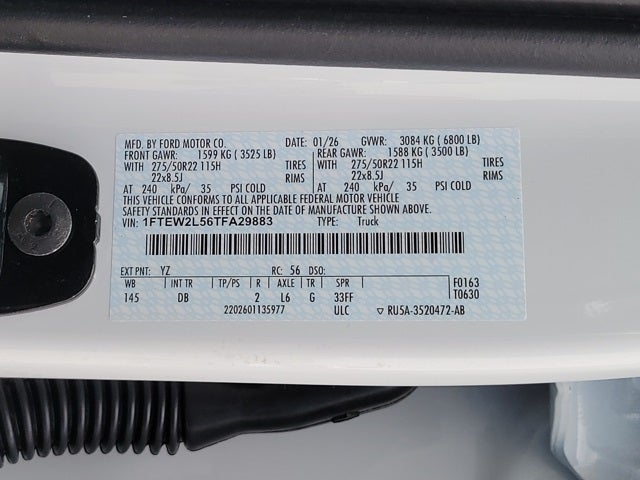 MFD. BY FORD MOTOR CO. DATE: 01/26 GVWR: 3084 KG ( 6800 LB)
FRONT GAWR: 1599 KG ( 3525 LB) REAR GAWR: 1588 KG ( 3500 LB)
WITH 275/50R22 115H TIRES WITH 275/50R22 115H TIRES
22x8.5J RIMS 22x8.5J RIMS
AT 240 kPa/ 35 PSI COLD AT 240 kPa/ 35 PSI COLD
THIS VEHICLE CONFORMS TO ALL APPLICABLE FEDERAL MOTOR VEHICLE
SAFETY STANDARDS IN EFFECT ON THE DATE OF MANUFACTURE SHOWN ABOVE.
VIN: 1FTEW2L56TFA29883 TYPE: Truck
EXT PNT: YZ RC: 56 DSO:
WB INT TR TP/PS R AXLE TR SPR F0163
145 DB 2 L6 G 33FF T0630
2202601135977 ULC ▽ RU5A-3520472-AB